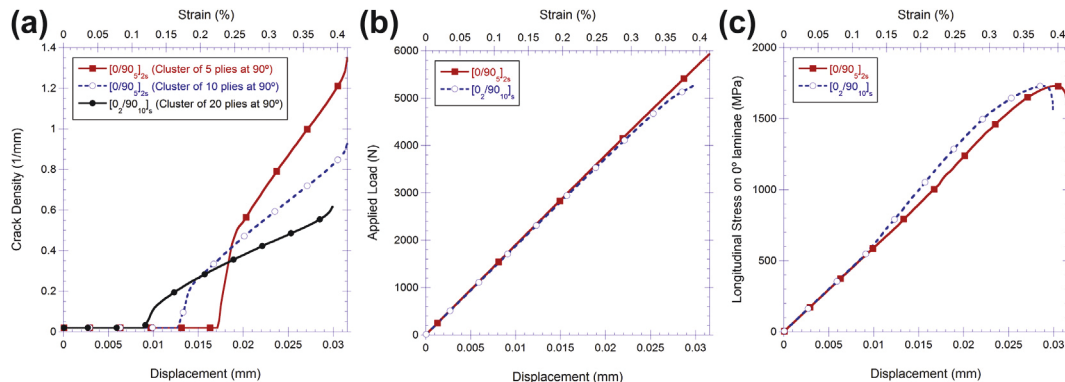 (a)
Strain (%)
0 0.05 0.1 0.15 0.2 0.25 0.3 0.35 0.4
1.4
1.2
1
0.8
0.6
0.4
0.2
0
Crack Density (1/mm)
[0/90₅]₂ₛ (Cluster of 5 plies at 90º)
[0/90₅]₂ₛ (Cluster of 10 plies at 90º)
[0₂/90₁₀]ₛ (Cluster of 20 plies at 90º)
0 0.005 0.01 0.015 0.02 0.025 0.03
Displacement (mm)
(b)
Strain (%)
0 0.05 0.1 0.15 0.2 0.25 0.3 0.35 0.4
6000
5000
4000
3000
2000
1000
0
Applied Load (N)
[0/90₅]₂ₛ
[0₂/90₁₀]ₛ
0 0.005 0.01 0.015 0.02 0.025 0.03
Displacement (mm)
(c)
Strain (%)
0 0.05 0.1 0.15 0.2 0.25 0.3 0.35 0.4
2000
1500
1000
500
0
Longitudinal Stress on 0º laminae (MPa)
[0/90₅]₂ₛ
[0₂/90₁₀]ₛ
0 0.005 0.01 0.015 0.02 0.025 0.03
Displacement (mm)